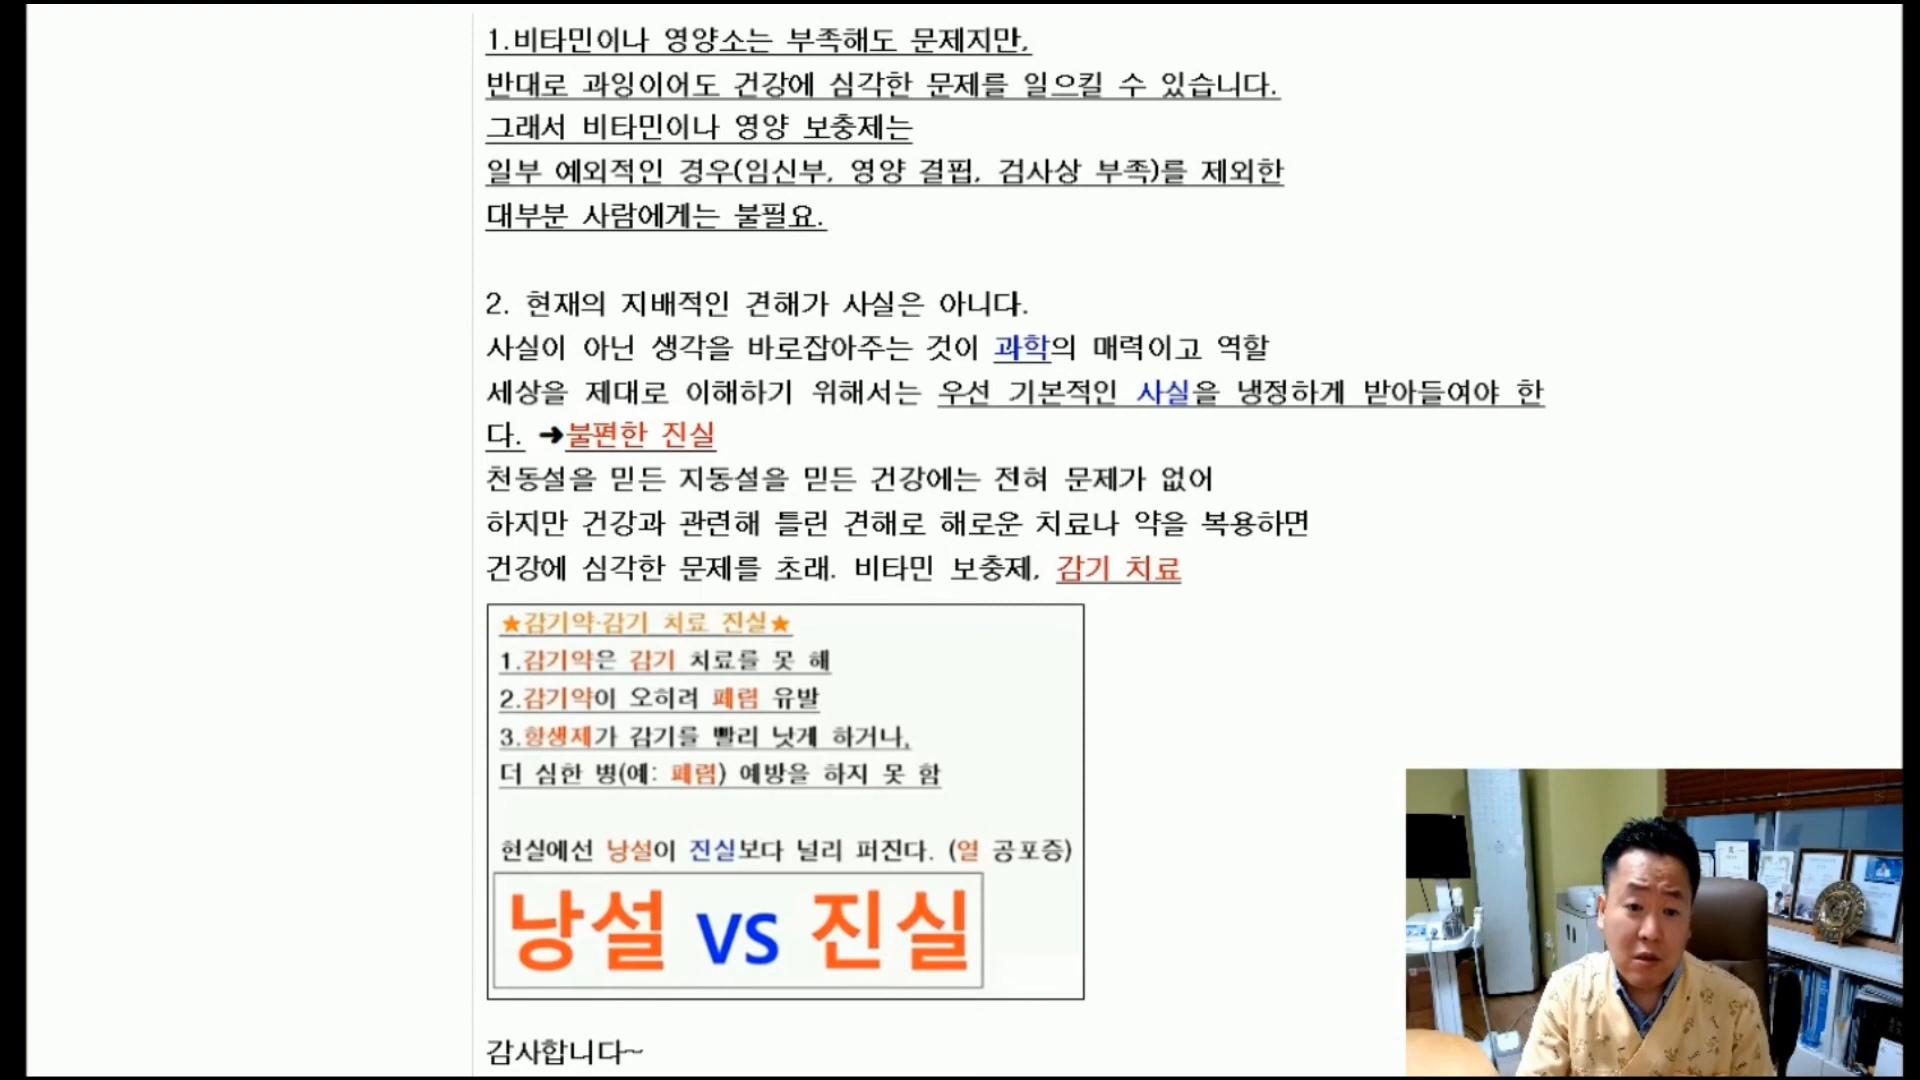 1.비타민이나 영양소는 부족해도 문제지만,
반대로 과잉이어도 건강에 심각한 문제를 일으킬 수 있습니다.
그래서 비타민이나 영양 보충제는
일부 예외적인 경우(임신부, 영양 결핍, 검사상 부족)를 제외한
대부분 사람에게는 불필요.
2. 현재의 지배적인 견해가 사실은 아니다.
사실이 아닌 생각을 바로잡아주는 것이 과학의 매력이고 역할
세상을 제대로 이해하기 위해서는 우선 기본적인 사실을 냉정하게 받아들여야 한
다. ➜불편한 진실
천동설을 믿든 지동설을 믿든 건강에는 전혀 문제가 없어
하지만 건강과 관련해 틀린 견해로 해로운 치료나 약을 복용하면
건강에 심각한 문제를 초래. 비타민 보충제, 감기 치료
★감기약·감기 치료 진실★
1.감기약은 감기 치료를 못 해
2.감기약이 오히려 폐렴 유발
3.항생제가 감기를 빨리 낫게 하거나,
더 심한 병(예: 폐렴) 예방을 하지 못 함
현실에선 낭설이 진실보다 널리 퍼진다. (열 공포증)
낭설 vs 진실
감사합니다~